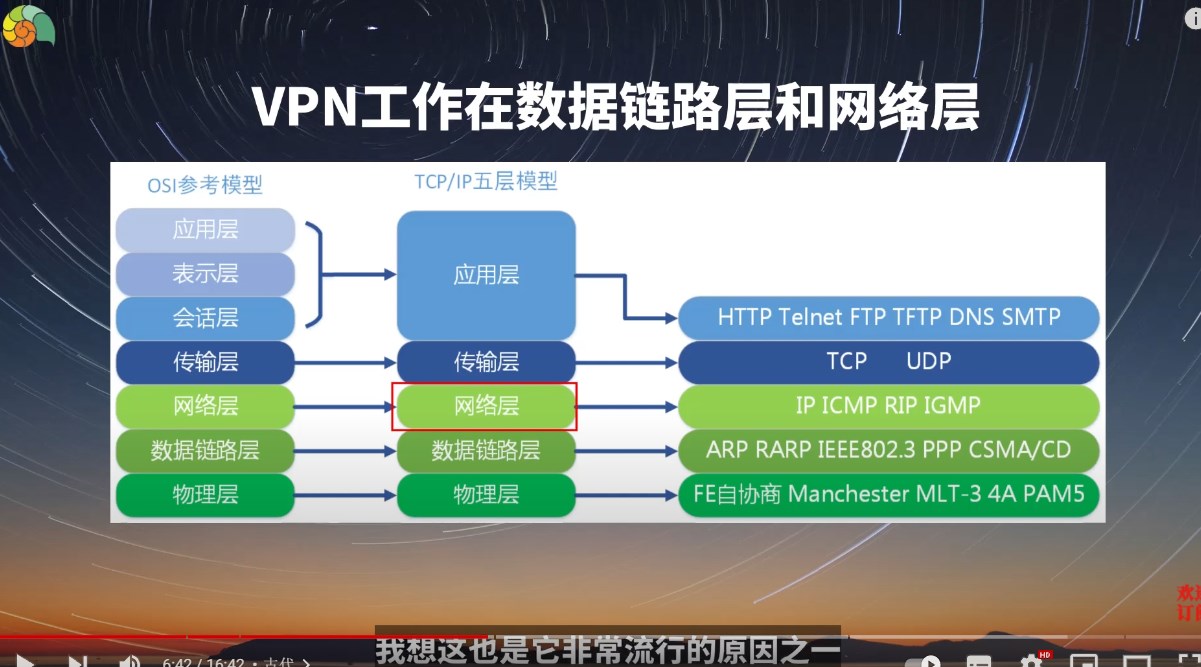 VPN工作在数据链路层和网络层
OSI参考模型
TCP/IP五层模型
应用层
表示层
会话层
传输层
网络层
数据链路层
物理层
应用层
传输层
网络层
数据链路层
物理层
HTTP Telnet FTP TFTP DNS SMTP
TCP UDP
IP ICMP RIP IGMP
ARP RARP IEEE802.3 PPP CSMA/CD
FE自协商 Manchester MLT-3 4A PAM5
我想这也是它非常流行的原因之一
6:42 / 16:42 · 古代
HD